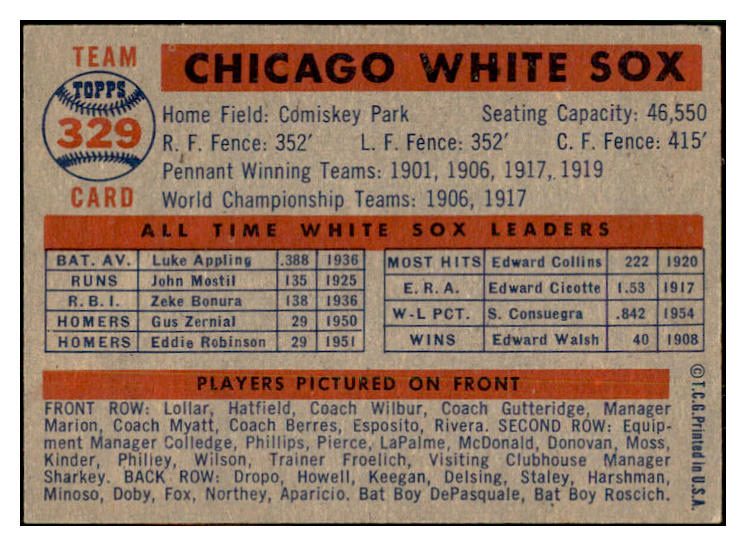 TEAM
TOPPS
329
CARD
CHICAGO WHITE SOX
Home Field: Comiskey Park Seating Capacity: 46,550
R. F. Fence: 352' L. F. Fence: 352' C. F. Fence: 415'
Pennant Winning Teams: 1901, 1906, 1917, 1919
World Championship Teams: 1906, 1917
ALL TIME WHITE SOX LEADERS
BAT. AV. Luke Appling .388 1936
RUNS John Mostil 135 1925
R.B.I. Zeke Bonura 138 1936
HOMERS Gus Zernial 29 1950
HOMERS Eddie Robinson 29 1951
MOST HITS Edward Collins 222 1920
E.R.A. Edward Cicotte 1.53 1917
W-L PCT. S. Consuegra .842 1954
WINS Edward Walsh 40 1908
PLAYERS PICTURED ON FRONT
FRONT ROW: Lollar, Hatfield, Coach Wilbur, Coach Gutteridge, Manager
Marion, Coach Myatt, Coach Berres, Esposito, Rivera. SECOND ROW: Equip-
ment Manager Colledge, Phillips, Pierce, LaPalme, McDonald, Donovan, Moss,
Kinder, Philley, Wilson, Trainer Froelich, Visiting Clubhouse Manager
Sharkey. BACK ROW: Dropo, Howell, Keegan, Delsing, Staley, Harshman,
Minoso, Doby, Fox, Northey, Aparicio. Bat Boy DePasquale, Bat Boy Roscich.
© T.C.G. Printed in U.S.A.